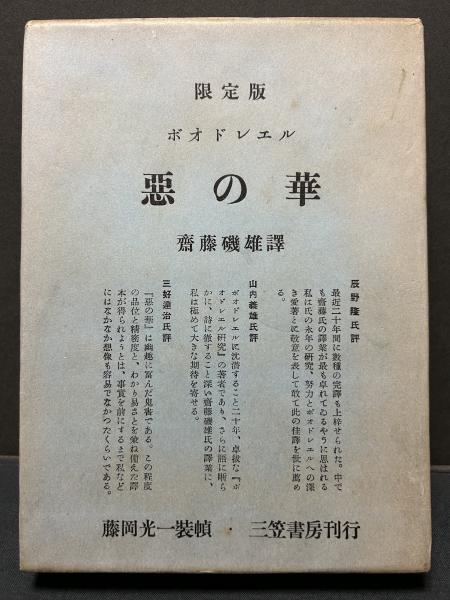 限定版
ボオドレエル
惡の華
齋藤磯雄譯
辰野隆氏評
最近二十年間に數種の完譯も上梓せられた。中で
も齋藤氏の譯業が最も卓れてゐるやうに思はれる
私は氏の永年の研究、努力とボオドレエルへの深
き愛著とに敬意を表して敢て此の佳譯を世に薦め
る。
山内義雄氏評
ボオドレエルに沈潜すること二十年、卓拔な『ボ
オドレエル研究』の著者であり、さらに語に晰ら
かに、詩に徹すること深い齋藤磯雄氏の譯業に、
私は極めて大きな期待を寄せる。
三好達治氏評
『惡の華』は幽趣に富んだ鬼書である。この程度
の品位と精密度と、わかり易さとを兼ね備えた譯
本が得られようとは、事實を前にするまで私など
にはなかなか想像も容易でなかつたくらいである。
藤岡光一裝幀・三笠書房刊行